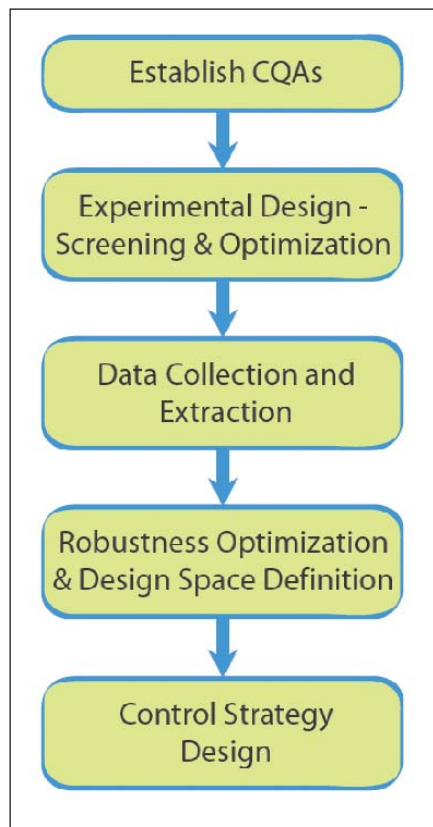 Establish CQAs
Experimental Design -
Screening & Optimization
Data Collection and
Extraction
Robustness Optimization
& Design Space Definition
Control Strategy
Design